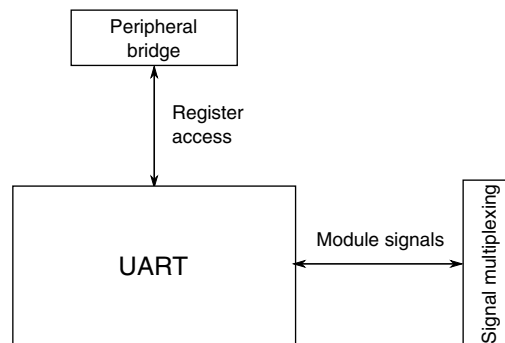 Peripheral
bridge
Register
access
UART
Module signals
Signal multiplexing